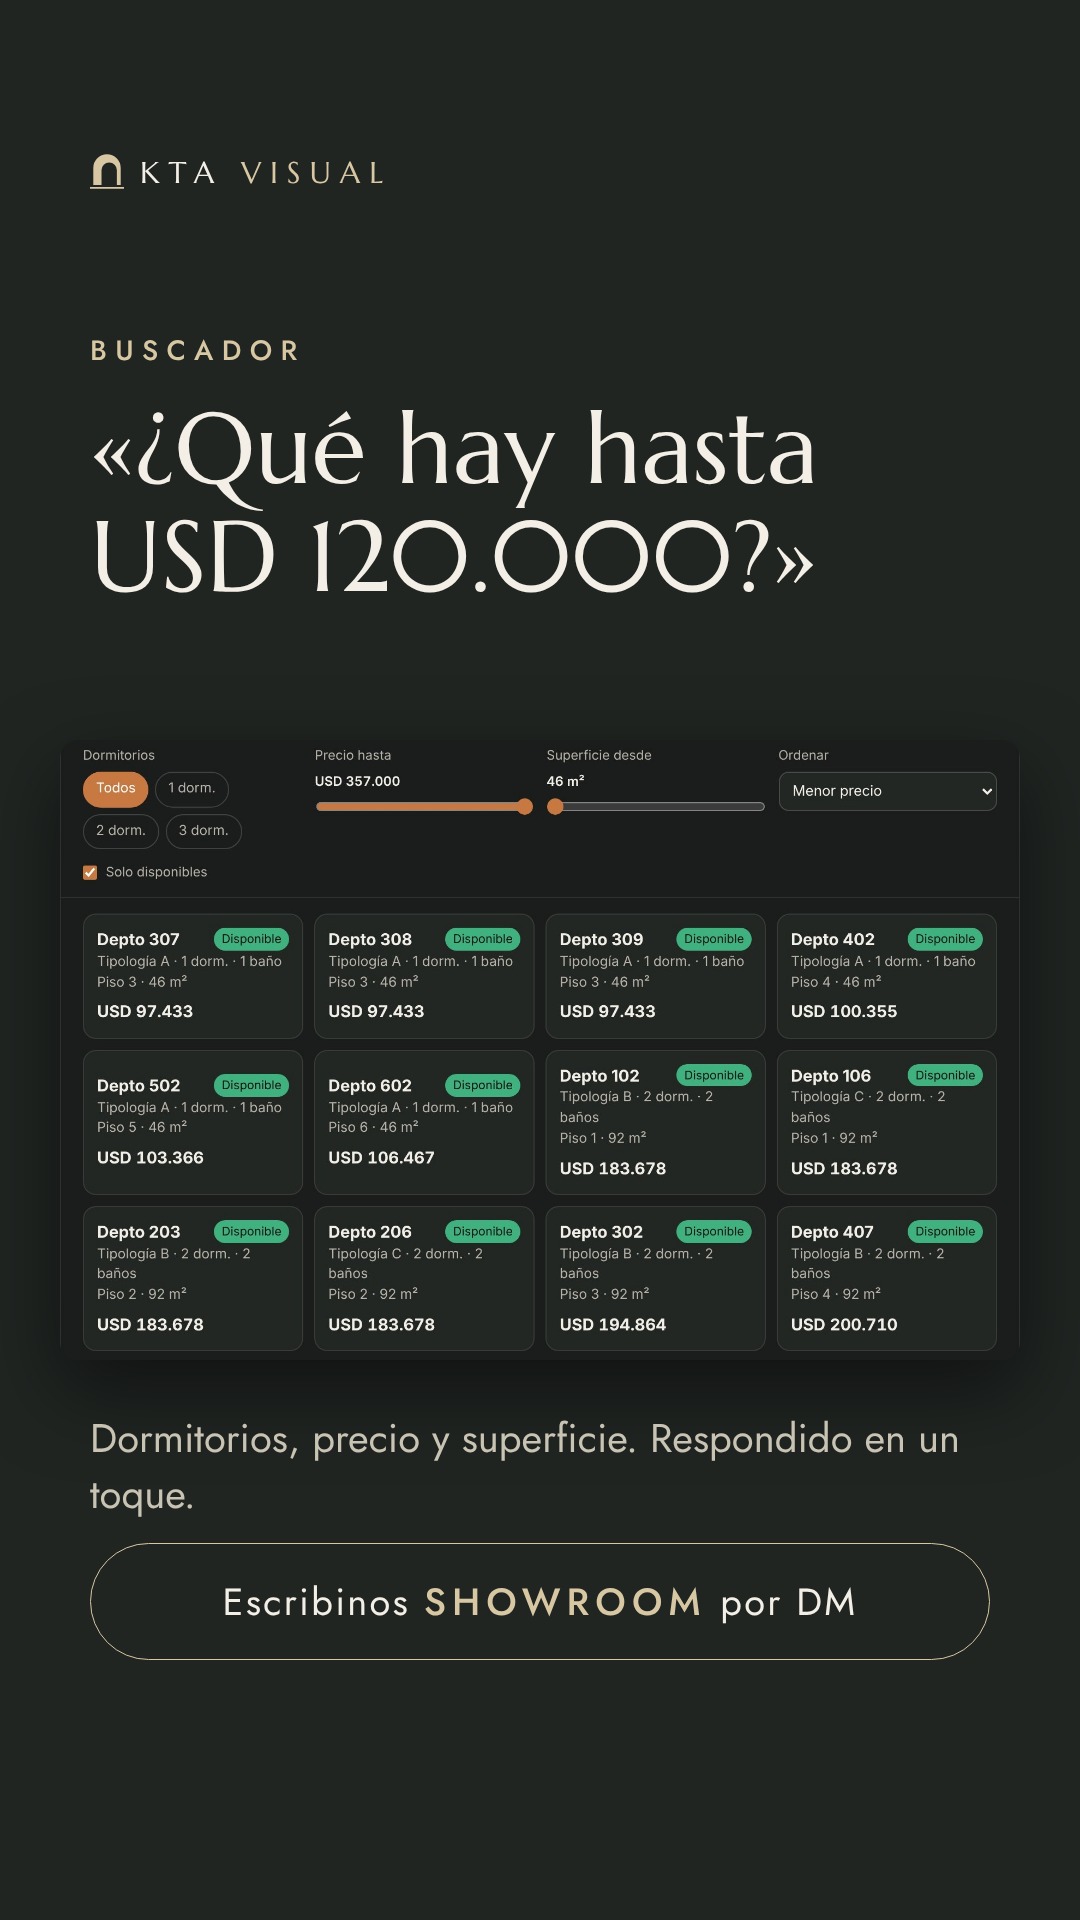 KTA VISUAL
BUSCADOR
«¿Qué hay hasta
USD 120.000?»
Dormitorios
Todos
1 dorm.
2 dorm.
3 dorm.
Solo disponibles
Precio hasta
USD 357.000
Superficie desde
46 m²
Ordenar
Menor precio
Depto 307
Disponible
Tipología A · 1 dorm. · 1 baño
Piso 3 · 46 m²
USD 97.433
Depto 308
Disponible
Tipología A · 1 dorm. · 1 baño
Piso 3 · 46 m²
USD 97.433
Depto 309
Disponible
Tipología A · 1 dorm. · 1 baño
Piso 3 · 46 m²
USD 97.433
Depto 402
Disponible
Tipología A · 1 dorm. · 1 baño
Piso 4 · 46 m²
USD 100.355
Depto 502
Disponible
Tipología A · 1 dorm. · 1 baño
Piso 5 · 46 m²
USD 103.366
Depto 602
Disponible
Tipología A · 1 dorm. · 1 baño
Piso 6 · 46 m²
USD 106.467
Depto 102
Disponible
Tipología B · 2 dorm. · 2
baños
Piso 1 · 92 m²
USD 183.678
Depto 106
Disponible
Tipología C · 2 dorm. · 2
baños
Piso 1 · 92 m²
USD 183.678
Depto 203
Disponible
Tipología B · 2 dorm. · 2
baños
Piso 2 · 92 m²
USD 183.678
Depto 206
Disponible
Tipología C · 2 dorm. · 2
baños
Piso 2 · 92 m²
USD 183.678
Depto 302
Disponible
Tipología B · 2 dorm. · 2
baños
Piso 3 · 92 m²
USD 194.864
Depto 407
Disponible
Tipología B · 2 dorm. · 2
baños
Piso 4 · 92 m²
USD 200.710
Dormitorios, precio y superficie. Respondido en un
toque.
Escribinos SHOWROOM por DM